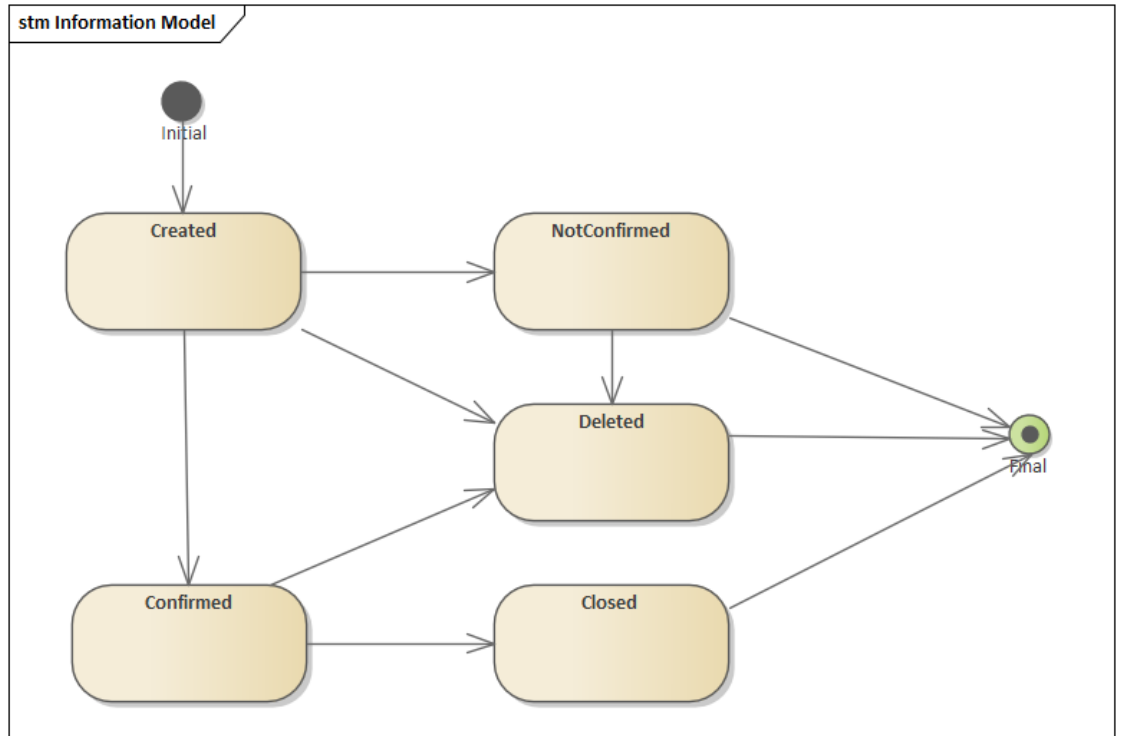 stm Information Model
Initial
Created
NotConfirmed
Deleted
Final
Confirmed
Closed